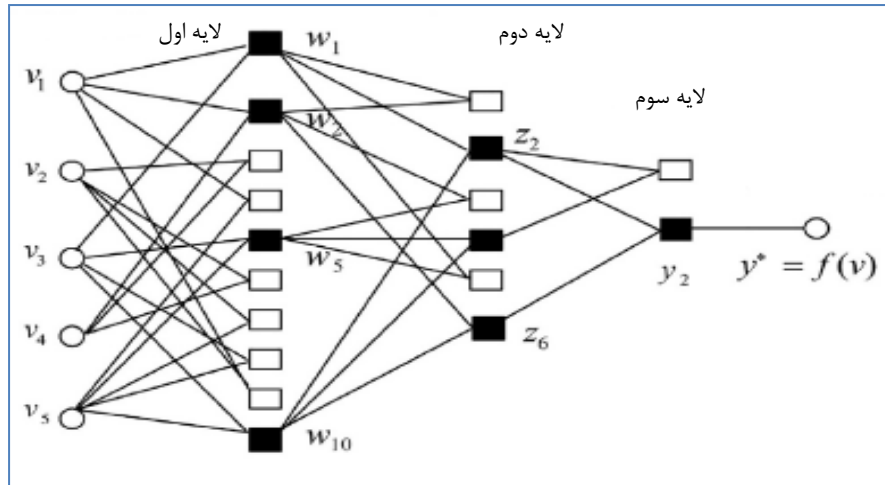 لایه اول
لایه دوم
لایه سوم
v1
v2
v3
v4
v5
w1
w2
w5
w10
z2
z6
y2
y* = f(v)